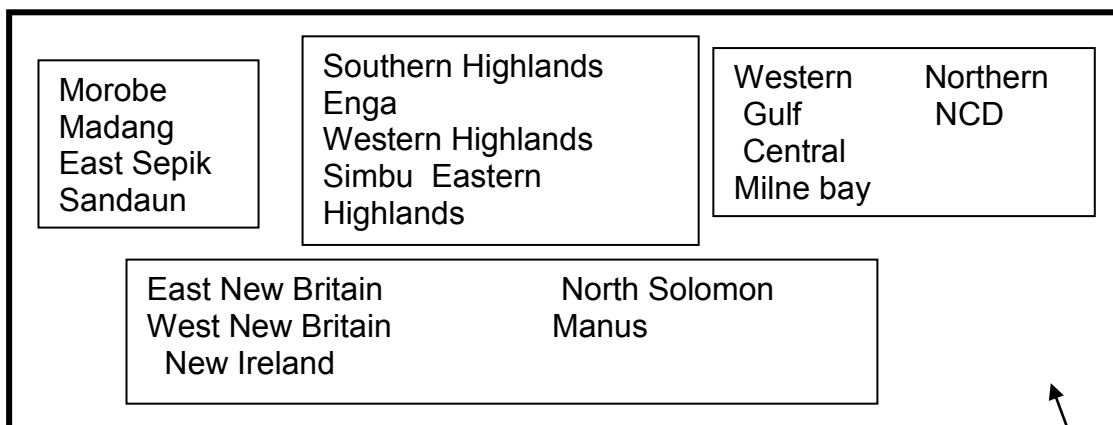 Morobe
Madang
East Sepik
Sandaun
Southern Highlands
Enga
Western Highlands
Simbu Eastern
Highlands
Western Northern
Gulf NCD
Central
Milne bay
East New Britain North Solomon
West New Britain Manus
New Ireland